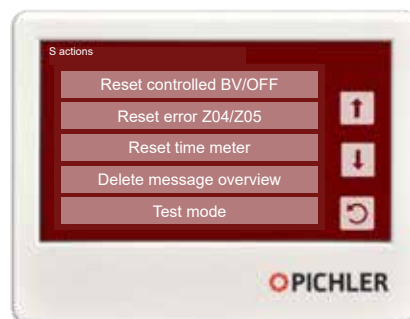 S actions
Reset controlled BV/OFF
Reset error Z04/Z05
Reset time meter
Delete message overview
Test mode
PICHLER